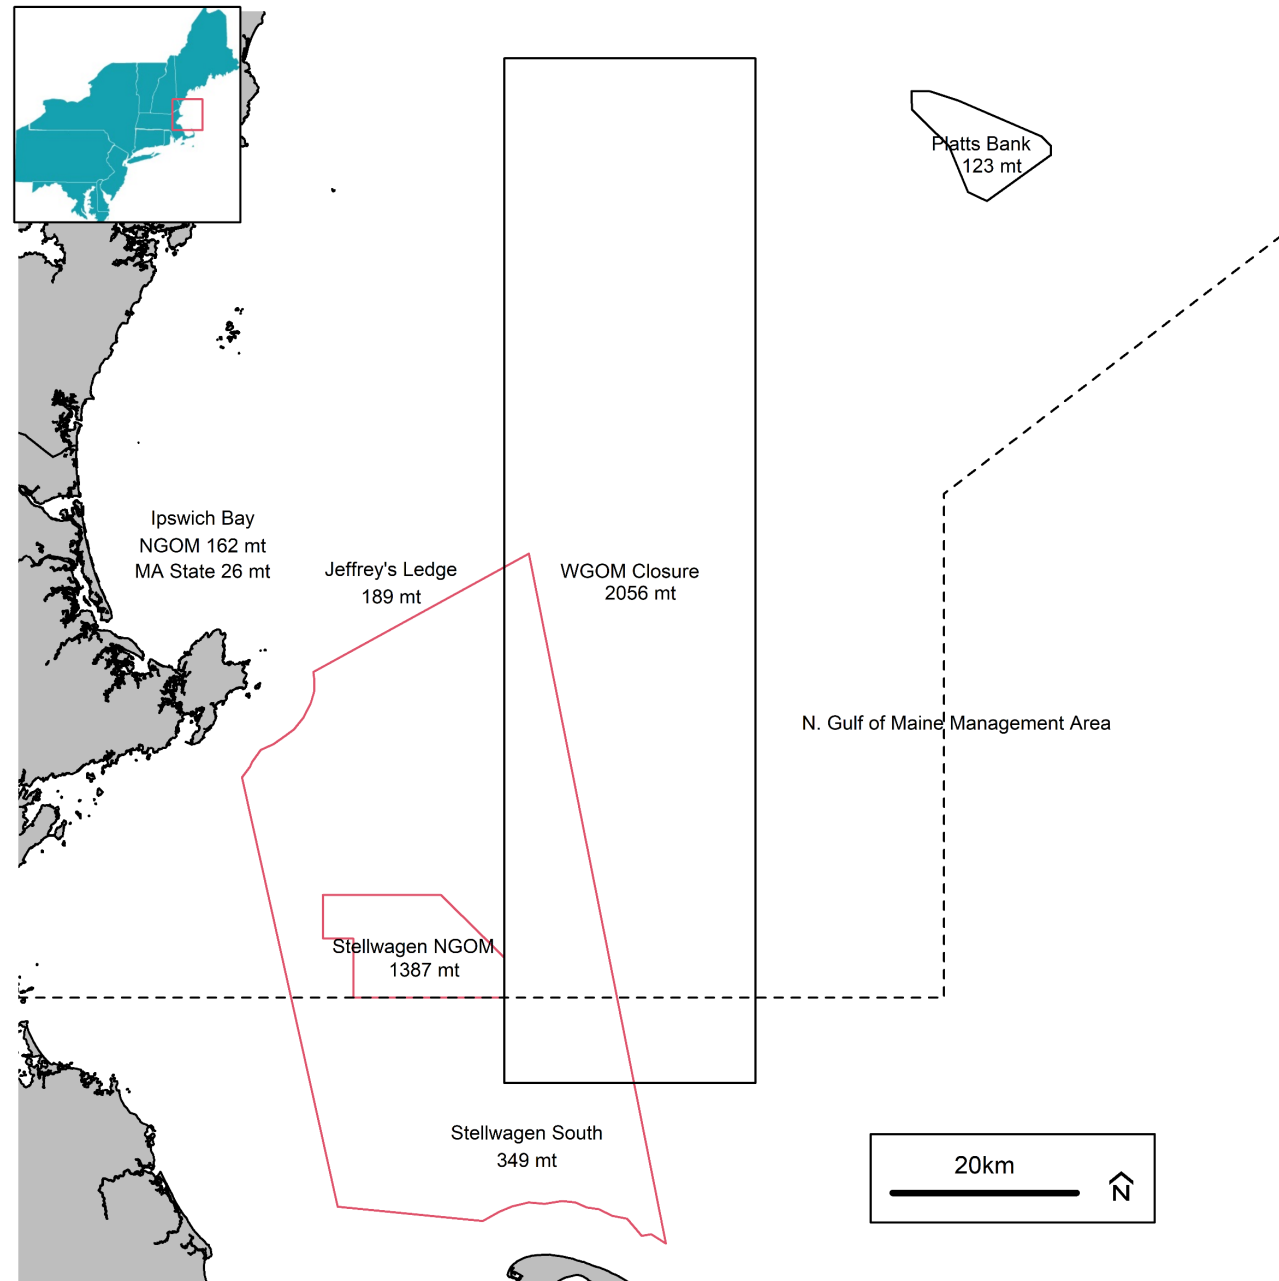 Platts Bank
123 mt
Ipswich Bay
NGOM 162 mt
MA State 26 mt
Jeffrey's Ledge
189 mt
WGOM Closure
2056 mt
N. Gulf of Maine Management Area
Stellwagen NGOM
1387 mt
Stellwagen South
349 mt
20km
N